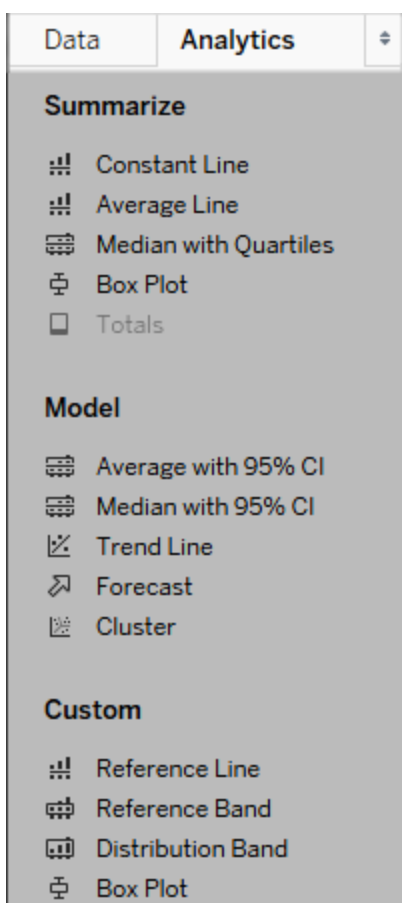 Data Analytics
Summarize
Constant Line
Average Line
Median with Quartiles
Box Plot
Totals
Model
Average with 95% CI
Median with 95% CI
Trend Line
Forecast
Cluster
Custom
Reference Line
Reference Band
Distribution Band
Box Plot